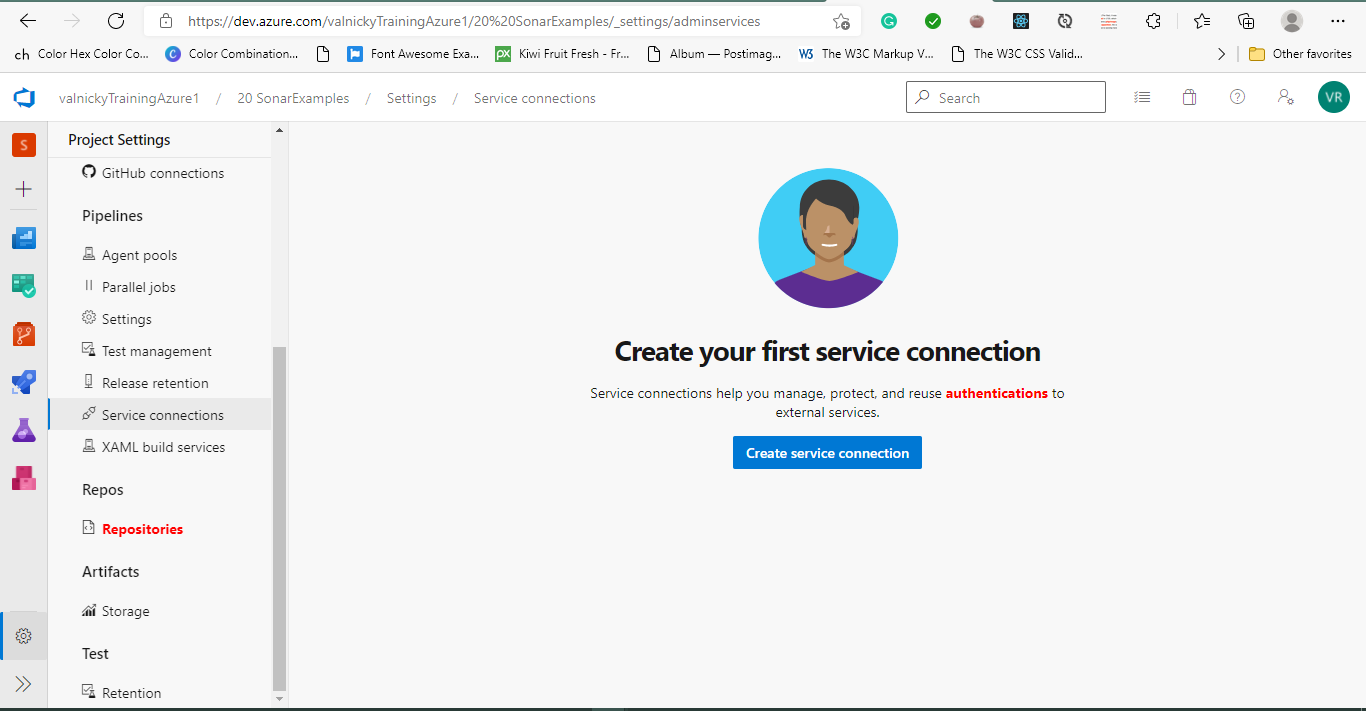 https://dev.azure.com/valnickyTrainingAzure1/20%20SonarExamples/_settings/adminservices
ch Color Hex Color Co... Color Combination... Font Awesome Exa... Kiwi Fruit Fresh - Fr... Album — Postimag... The W3C Markup V... The W3C CSS Valid... Other favorites
valnickyTrainingAzure1 / 20 SonarExamples / Settings / Service connections
Search
VR
S
Project Settings
GitHub connections
Pipelines
Agent pools
Parallel jobs
Settings
Test management
Release retention
Service connections
XAML build services
Repos
Repositories
Artifacts
Storage
Test
Retention
Create your first service connection
Service connections help you manage, protect, and reuse authentications to
external services.
Create service connection